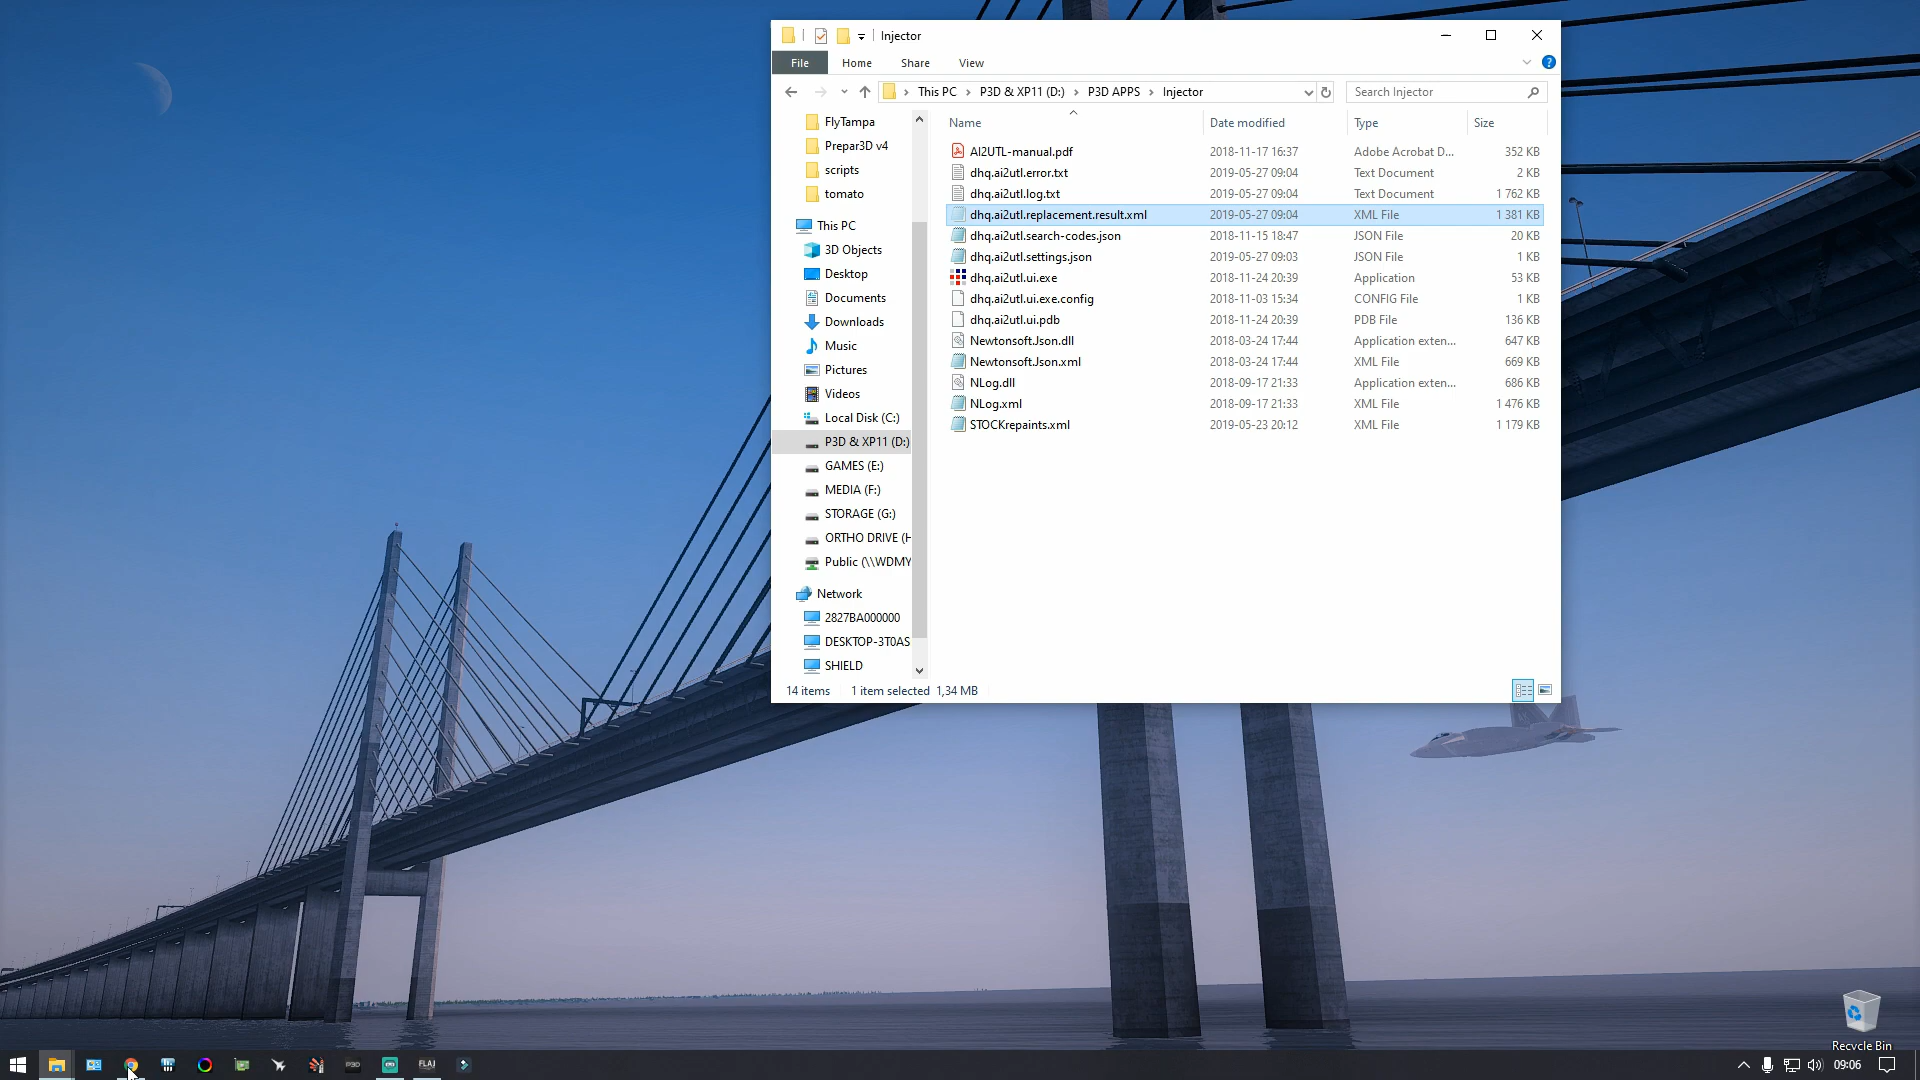 Injector
File Home Share View
This PC P3D & XP11 (D:) P3D APPS Injector Search Injector
FlyTampa
Prepar3D v4
scripts
tomato
This PC
3D Objects
Desktop
Documents
Downloads
Music
Pictures
Videos
Local Disk (C:)
P3D & XP11 (D:)
GAMES (E:)
MEDIA (F:)
STORAGE (G:)
ORTHO DRIVE (H
Public (\\WDMY
Network
2827BA000000
DESKTOP-3T0AS
SHIELD
Name Date modified Type Size
AI2UTL-manual.pdf 2018-11-17 16:37 Adobe Acrobat D... 352 KB
dhq.ai2utl.error.txt 2019-05-27 09:04 Text Document 2 KB
dhq.ai2utl.log.txt 2019-05-27 09:04 Text Document 1 762 KB
dhq.ai2utl.replacement.result.xml 2019-05-27 09:04 XML File 1 381 KB
dhq.ai2utl.search-codes.json 2018-11-15 18:47 JSON File 20 KB
dhq.ai2utl.settings.json 2019-05-27 09:03 JSON File 1 KB
dhq.ai2utl.ui.exe 2018-11-24 20:39 Application 53 KB
dhq.ai2utl.ui.exe.config 2018-11-03 15:34 CONFIG File 1 KB
dhq.ai2utl.ui.pdb 2018-11-24 20:39 PDB File 136 KB
Newtonsoft.Json.dll 2018-03-24 17:44 Application exten... 647 KB
Newtonsoft.Json.xml 2018-03-24 17:44 XML File 669 KB
NLog.dll 2018-09-17 21:33 Application exten... 686 KB
NLog.xml 2018-09-17 21:33 XML File 1 476 KB
STOCKrepaints.xml 2019-05-23 20:12 XML File 1 179 KB
14 items 1 item selected 1,34 MB
Recycle Bin
P3D FLAJ 09:06